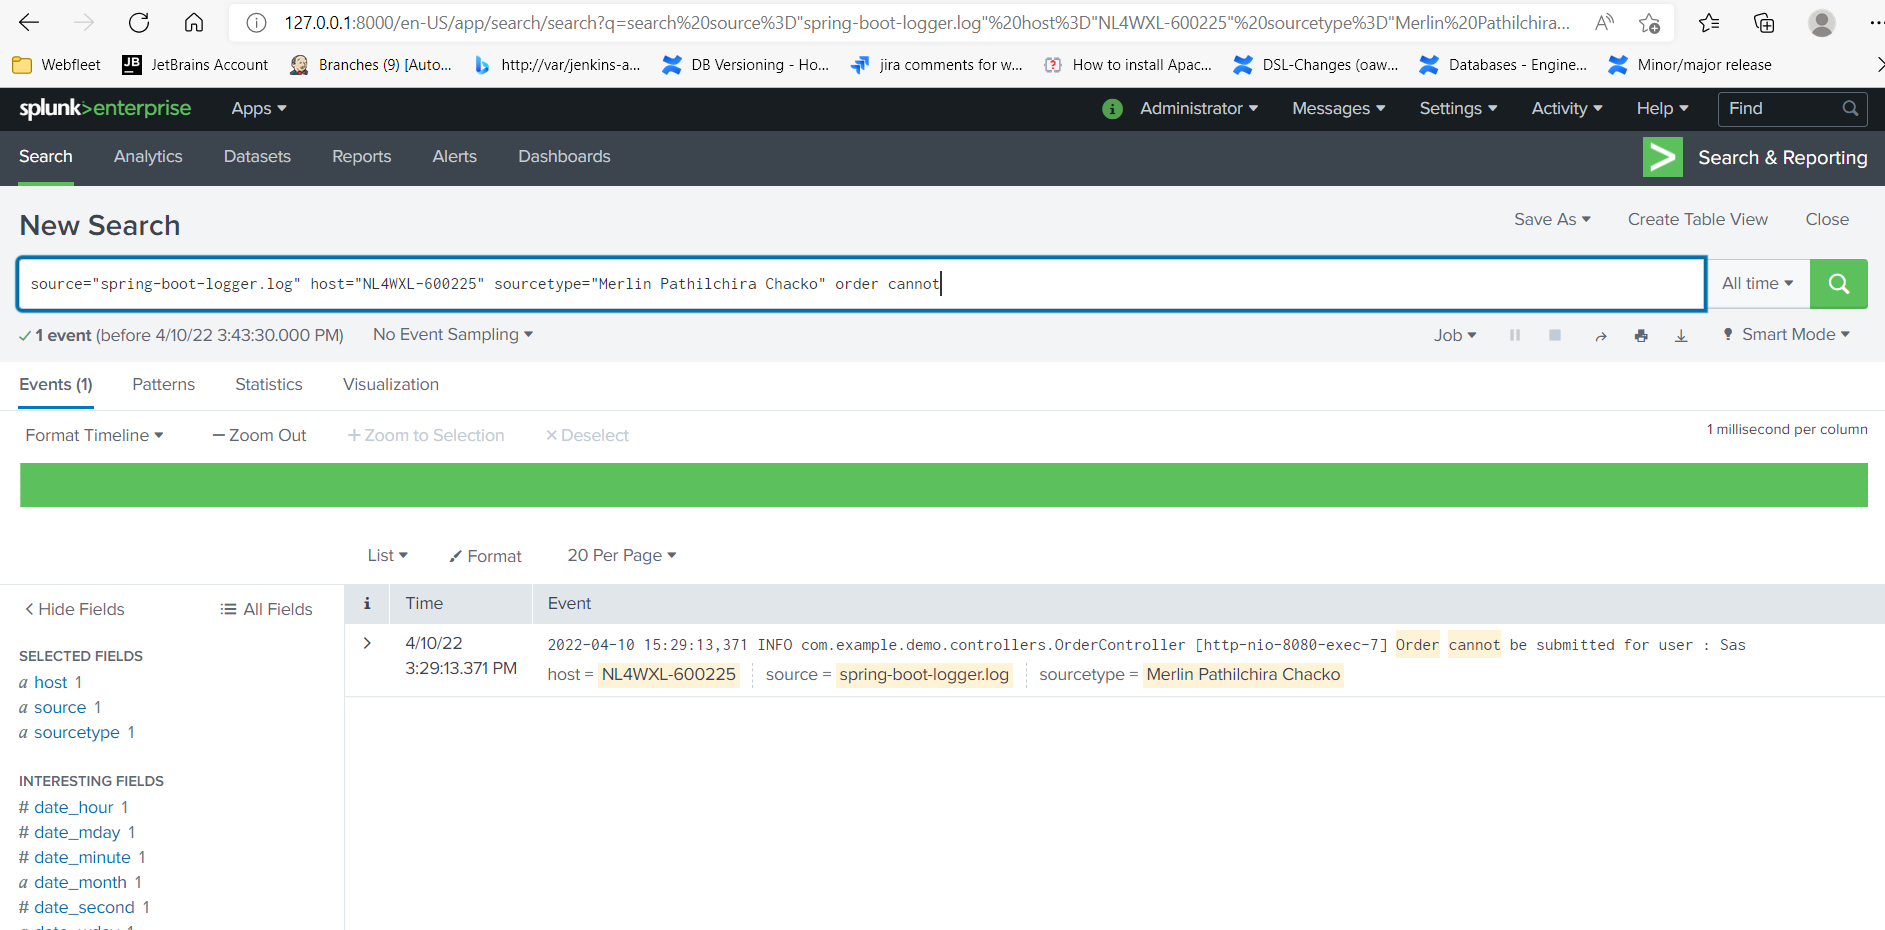 127.0.0.1:8000/en-US/app/search/search?q=search%20source%3D"spring-boot-logger.log"%20host%3D"NL4WXL-600225"%20sourcetype%3D"Merlin%20Pathilchira...
Webfleet JetBrains Account Branches (9) [Auto... http://var/jenkins-a... DB Versioning - Ho... jira comments for w... How to install Apac... DSL-Changes (oaw... Databases - Engine... Minor/major release
splunk>enterprise Apps Administrator Messages Settings Activity Help Find
Search Analytics Datasets Reports Alerts Dashboards Search & Reporting
New Search Save As Create Table View Close
source="spring-boot-logger.log" host="NL4WXL-600225" sourcetype="Merlin Pathilchira Chacko" order cannot All time
1 event (before 4/10/22 3:43:30.000 PM) No Event Sampling Job Smart Mode
Events (1) Patterns Statistics Visualization
Format Timeline — Zoom Out + Zoom to Selection × Deselect 1 millisecond per column
List Format 20 Per Page
< Hide Fields All Fields i Time Event
SELECTED FIELDS
a host 1
a source 1
a sourcetype 1
INTERESTING FIELDS
# date_hour 1
# date_mday 1
# date_minute 1
a date_month 1
# date_second 1
> 4/10/22
3:29:13.371 PM
2022-04-10 15:29:13,371 INFO com.example.demo.controllers.OrderController [http-nio-8080-exec-7] Order cannot be submitted for user : Sas
host = NL4WXL-600225 source = spring-boot-logger.log sourcetype = Merlin Pathilchira Chacko